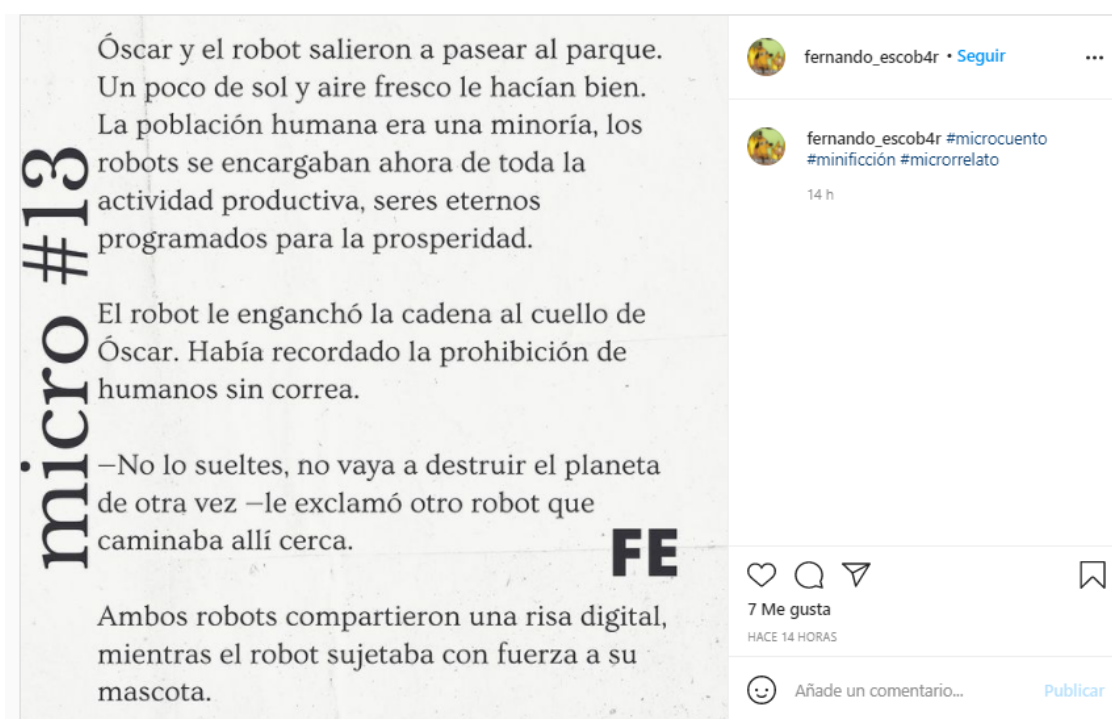 micro #13
Óscar y el robot salieron a pasear al parque.
Un poco de sol y aire fresco le hacían bien.
La población humana era una minoría, los
robots se encargaban ahora de toda la
actividad productiva, seres eternos
programados para la prosperidad.
El robot le enganchó la cadena al cuello de
Óscar. Había recordado la prohibición de
humanos sin correa.
—No lo sueltes, no vaya a destruir el planeta
de otra vez —le exclamó otro robot que
caminaba allí cerca.
FE
Ambos robots compartieron una risa digital,
mientras el robot sujetaba con fuerza a su
mascota.
fernando_escob4r • Seguir
fernando_escob4r #microcuento
#minificción #microrrelato
14 h
7 Me gusta
HACE 14 HORAS
Añade un comentario... Publicar